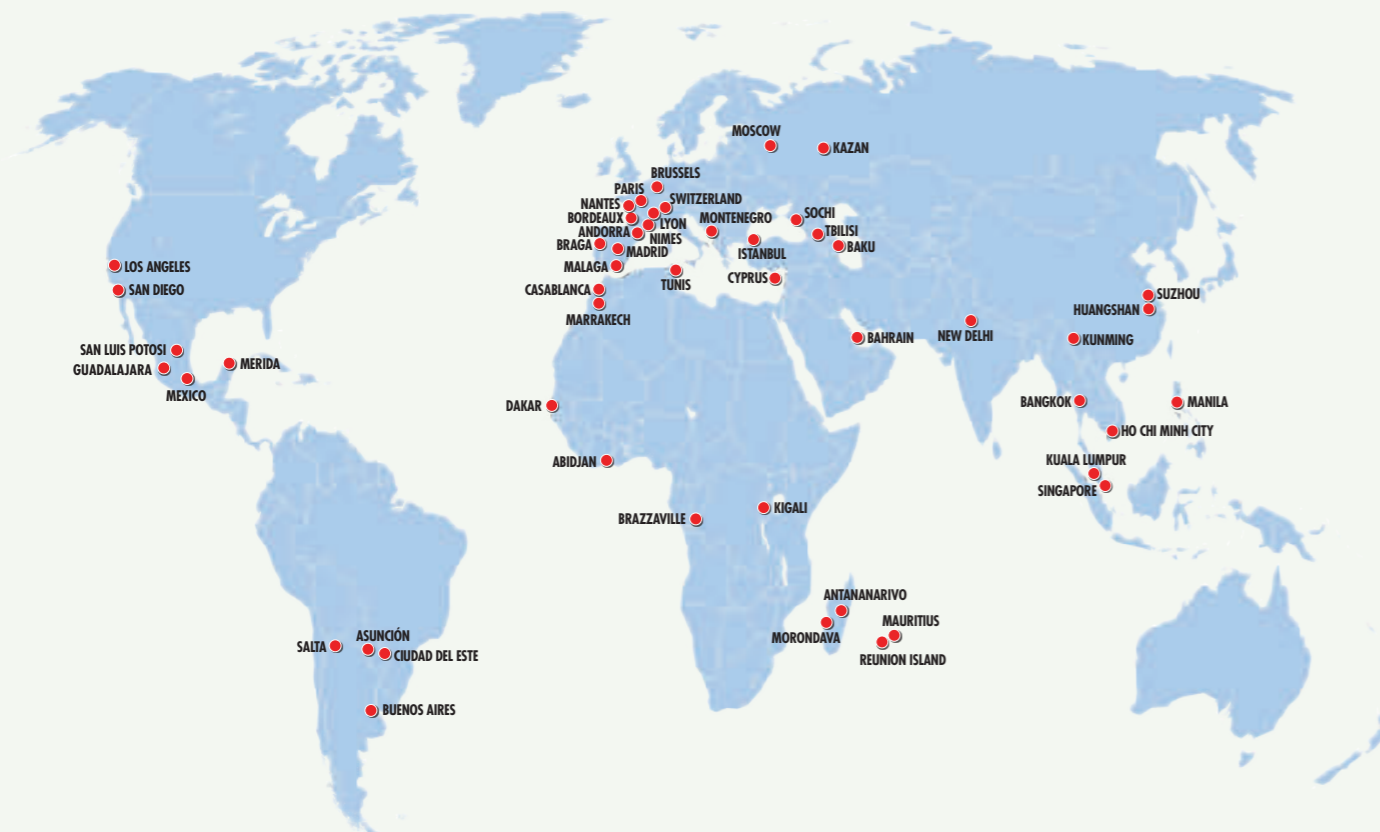 MOSCOW
KAZAN
BRUSSELS
PARIS
SWITZERLAND
NANTES
BORDEAUX
LYON
MONTENEGRO
SOCHI
ANDORRA
NIMES
TBILISI
BRAGA
MADRID
ISTANBUL
BAKU
MALAGA
TUNIS
CYPRUS
LOS ANGELES
SAN DIEGO
CASABLANCA
MARRAKECH
SUZHOU
HUANGSHAN
NEW DELHI
BAHRAIN
KUNMING
SAN LUIS POTOSI
GUADALAJARA
MERIDA
MEXICO
DAKAR
BANGKOK
MANILA
HO CHI MINH CITY
ABIDJAN
KUALA LUMPUR
SINGAPORE
BRAZZAVILLE
KIGALI
ANTANANARIVO
MAURITIUS
MORONDAVA
REUNION ISLAND
SALTA
ASUNCIÓN
CIUDAD DEL ESTE
BUENOS AIRES